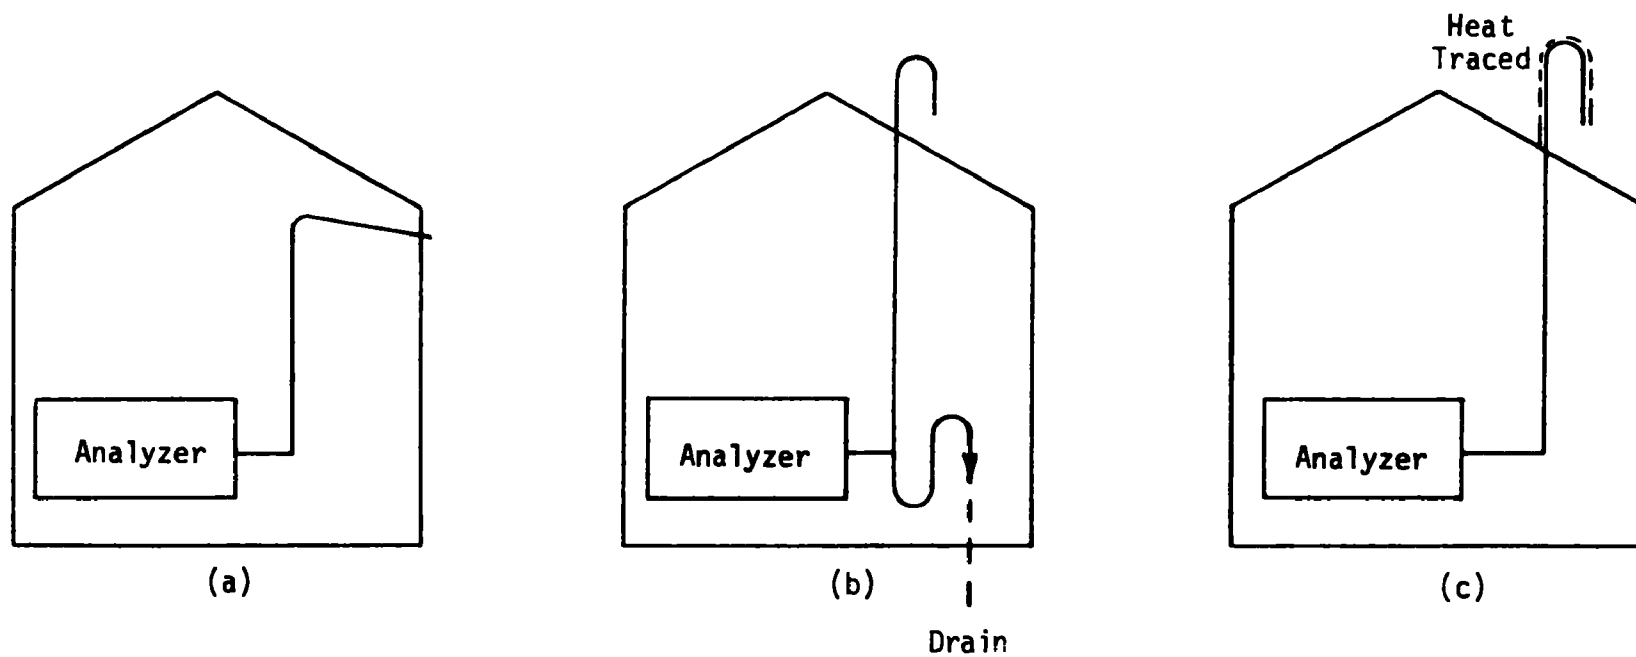 Heat
Traced
Analyzer
Analyzer
Analyzer
(a)
(b)
(c)
Drain